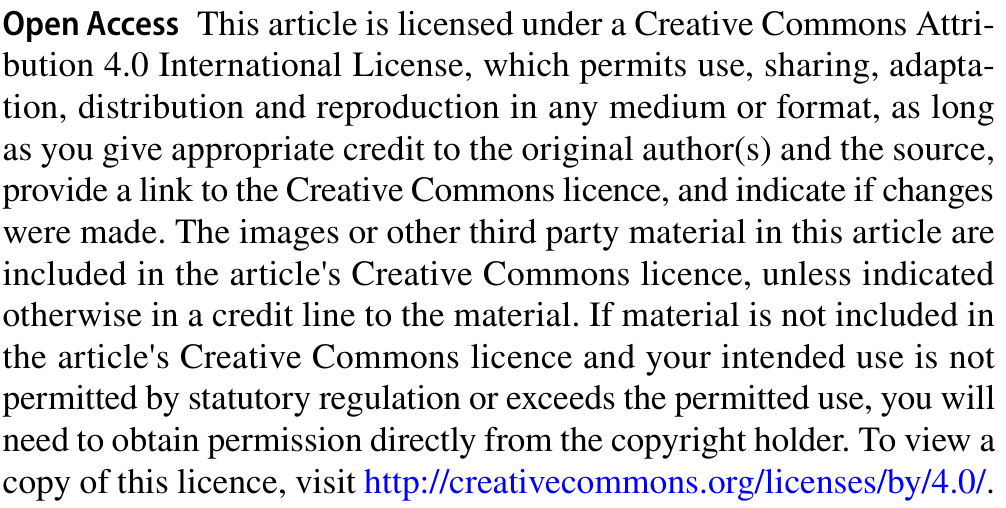 Open Access This article is licensed under a Creative Commons Attri-
bution 4.0 International License, which permits use, sharing, adapta-
tion, distribution and reproduction in any medium or format, as long
as you give appropriate credit to the original author(s) and the source,
provide a link to the Creative Commons licence, and indicate if changes
were made. The images or other third party material in this article are
included in the article's Creative Commons licence, unless indicated
otherwise in a credit line to the material. If material is not included in
the article's Creative Commons licence and your intended use is not
permitted by statutory regulation or exceeds the permitted use, you will
need to obtain permission directly from the copyright holder. To view a
copy of this licence, visit http://creativecommons.org/licenses/by/4.0/.